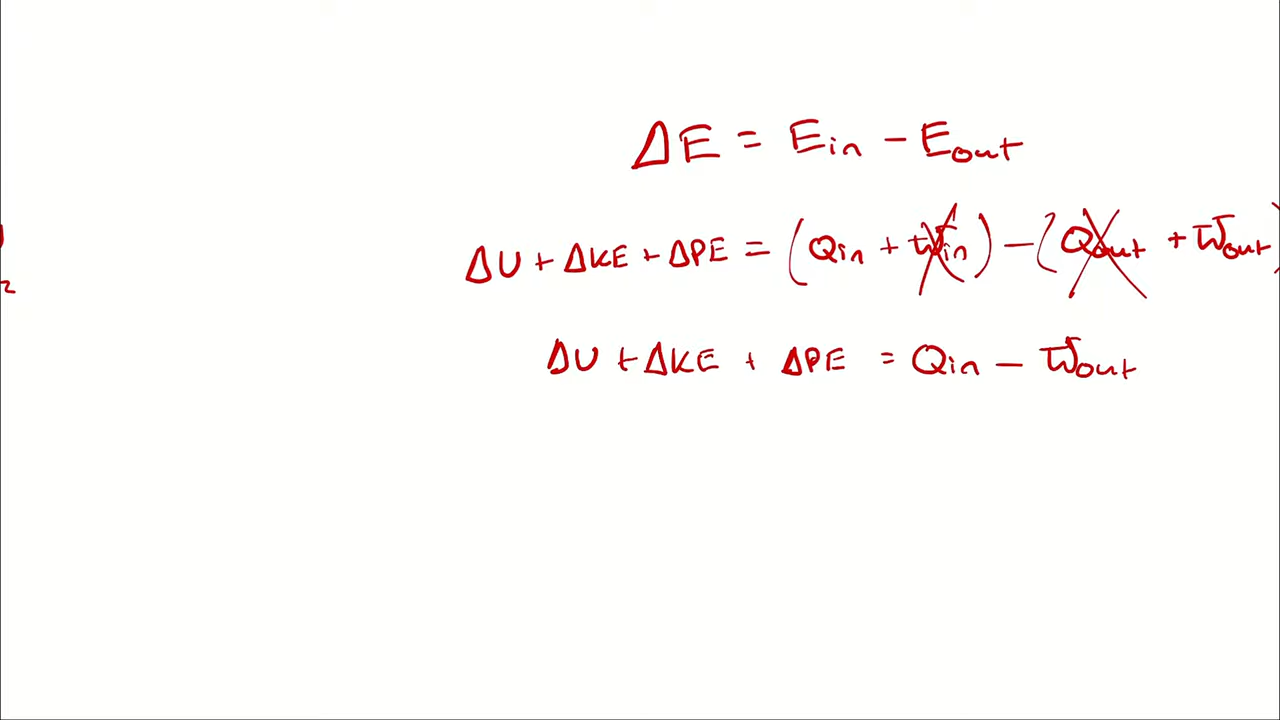 ΔE = Ein - Eout
ΔU + ΔKE + ΔPE = (Qin + Win) - (Qout + Wout)
ΔU + ΔKE + ΔPE = Qin - Wout